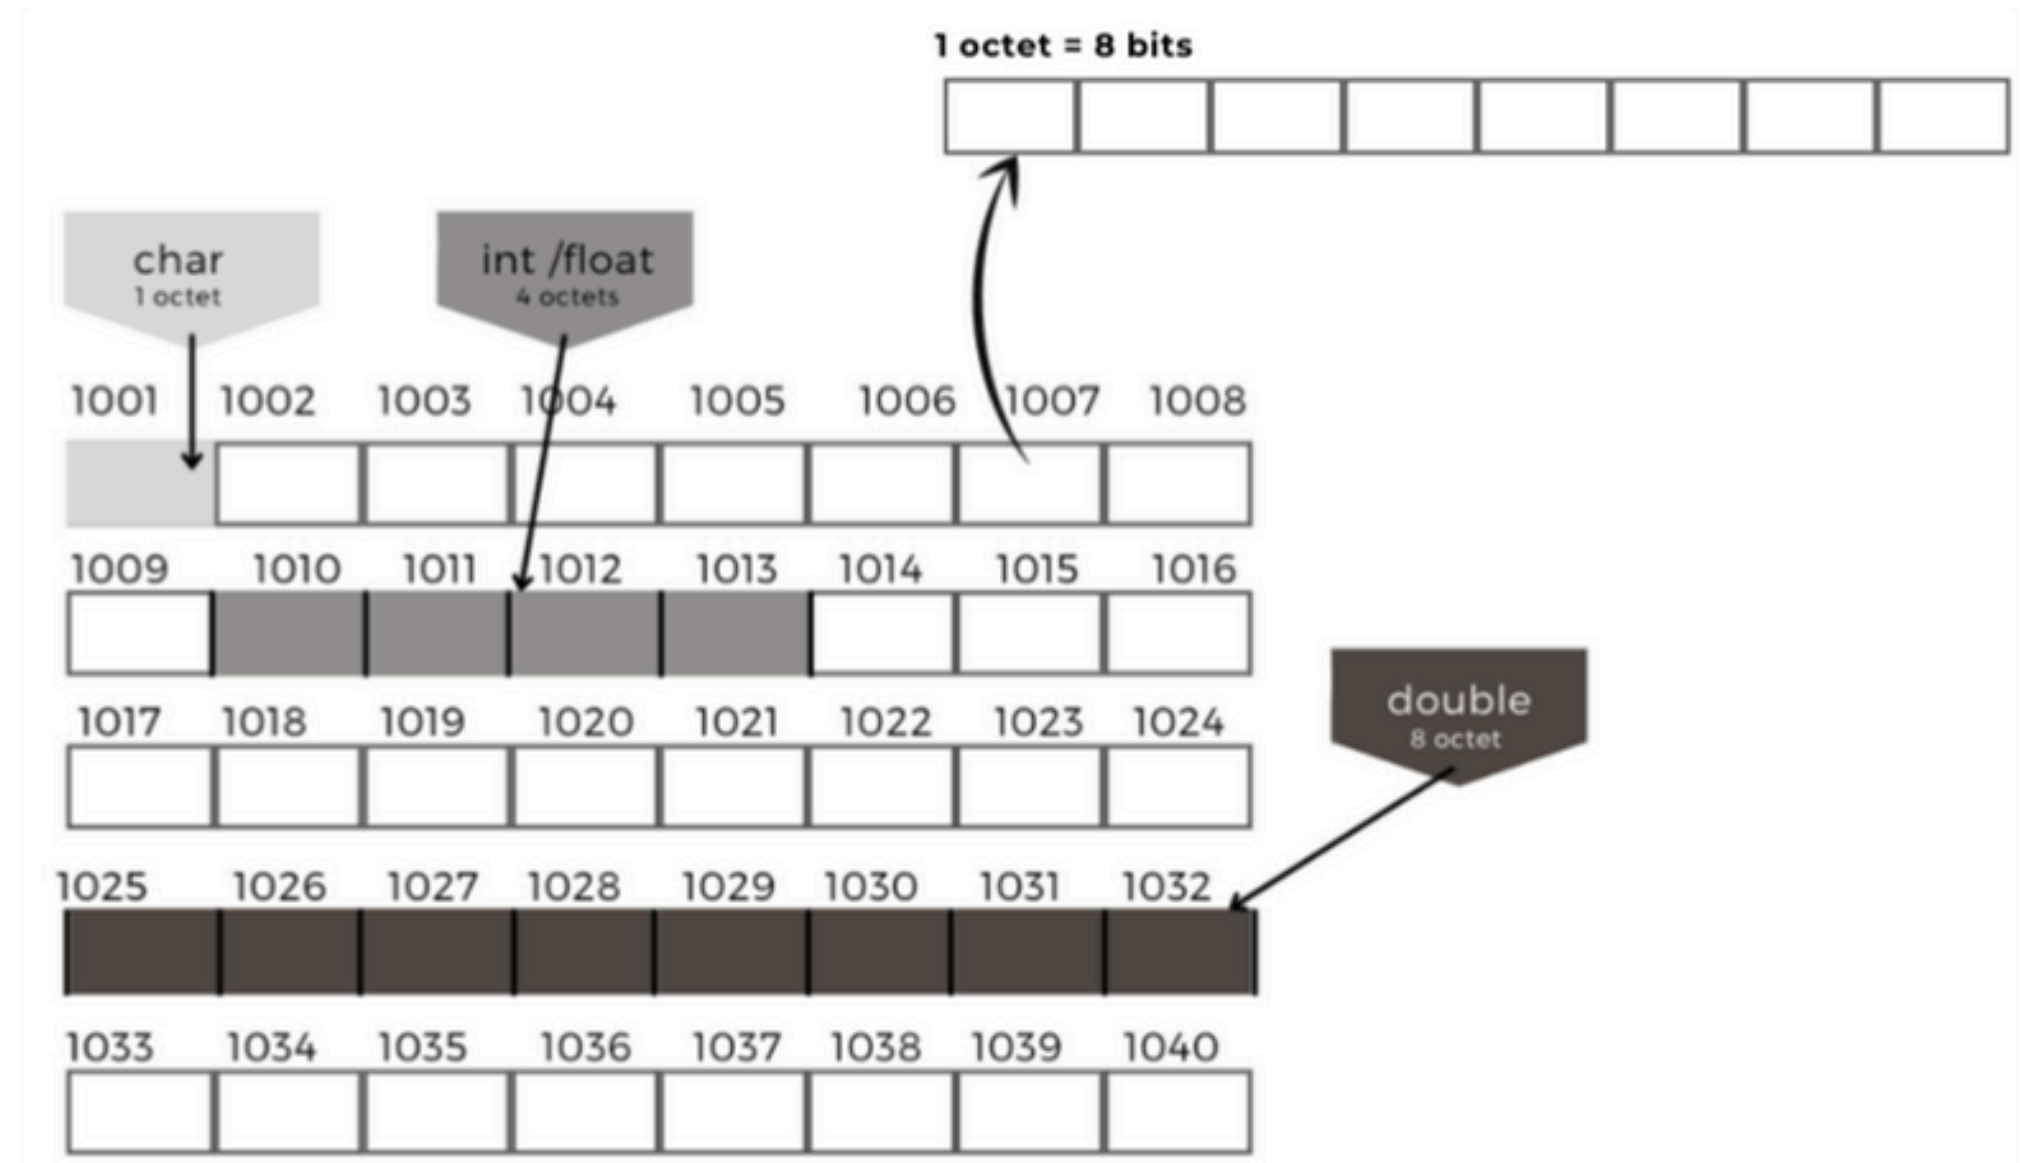 1 octet = 8 bits
char
1 octet
int /float
4 octets
1001 1002 1003 1004 1005 1006 1007 1008
1009 1010 1011 1012 1013 1014 1015 1016
1017 1018 1019 1020 1021 1022 1023 1024
double
8 octet
1025 1026 1027 1028 1029 1030 1031 1032
1033 1034 1035 1036 1037 1038 1039 1040